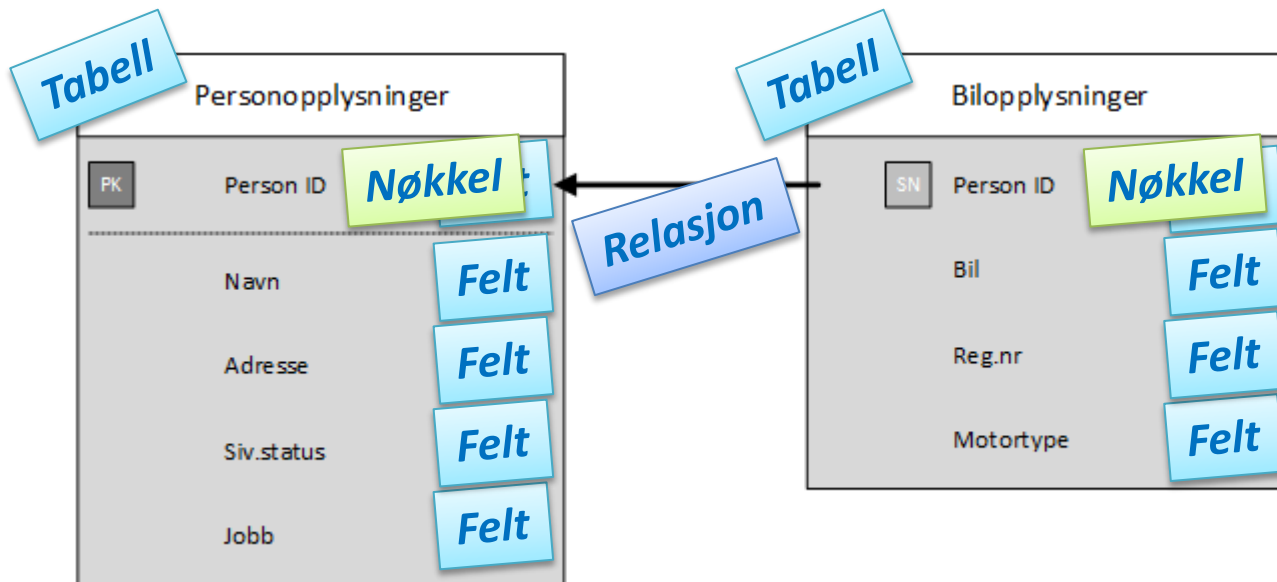 Tabell
Personopplysninger
PK Person ID Nøkkel
Navn Felt
Adresse Felt
Siv.status Felt
Jobb Felt
Relasjon
Tabell
Bilopplysninger
SN Person ID Nøkkel
Bil Felt
Reg.nr Felt
Motortype Felt